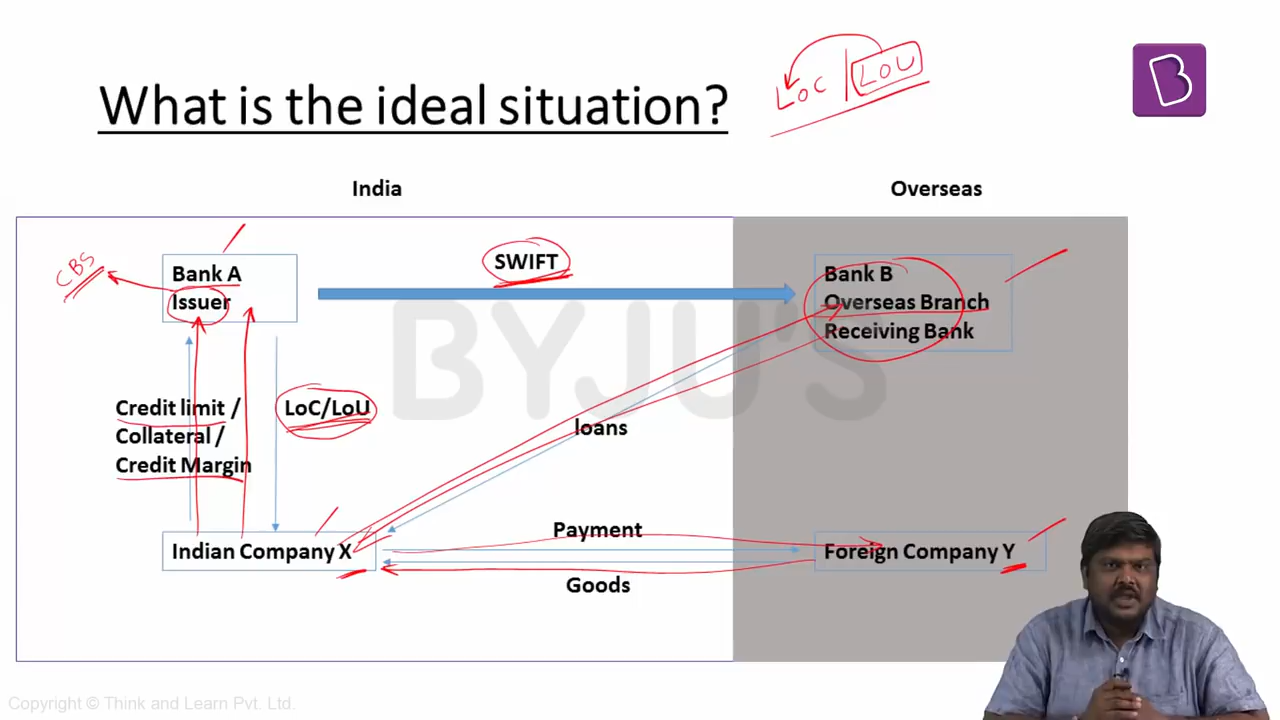 What is the ideal situation?
LOC | LOU
India
Overseas
CBS
Bank A
Issuer
SWIFT
Bank B
Overseas Branch
Receiving Bank
BYJU'S
Credit limit /
Collateral /
Credit Margin
LoC/LoU
loans
Indian Company X
Payment
Goods
Foreign Company Y
Copyright © Think and Learn Pvt. Ltd.